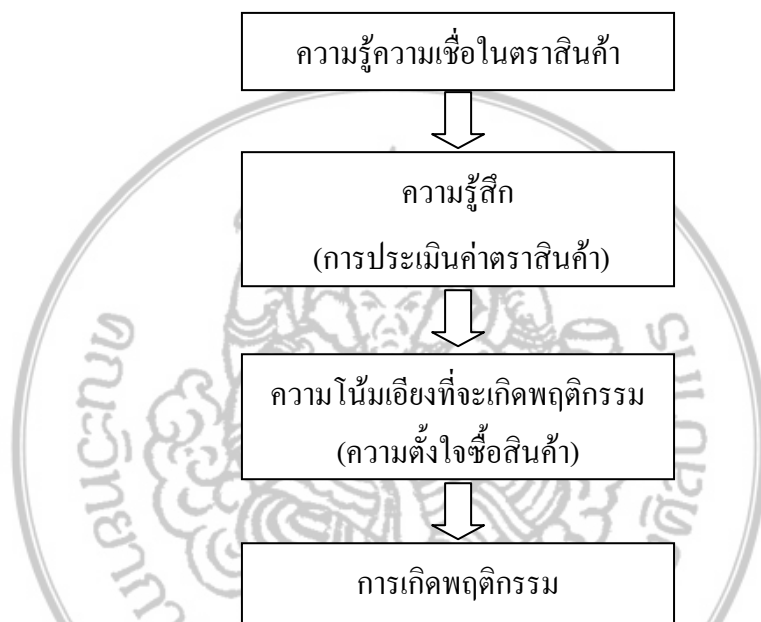 ความรู้ความเชื่อในตราสินค้า
ความรู้สึก
(การประเมินค่าตราสินค้า)
ความโน้มเอียงที่จะเกิดพฤติกรรม
(ความตั้งใจซื้อสินค้า)
การเกิดพฤติกรรม